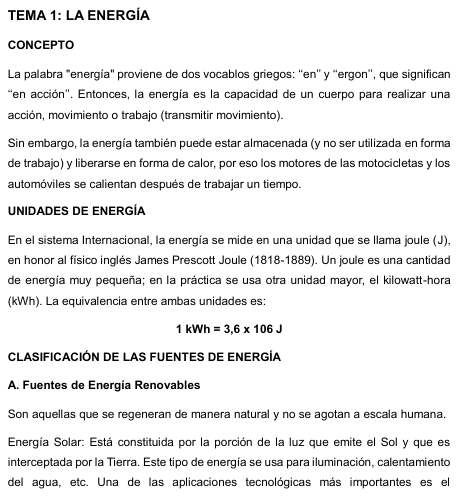 TEMA 1: LA ENERGÍA
CONCEPTO
La palabra "energía" proviene de dos vocablos griegos: “en” y “ergon”, que significan
“en acción”. Entonces, la energía es la capacidad de un cuerpo para realizar una
acción, movimiento o trabajo (transmitir movimiento).
Sin embargo, la energía también puede estar almacenada (y no ser utilizada en forma
de trabajo) y liberarse en forma de calor, por eso los motores de las motocicletas y los
automóviles se calientan después de trabajar un tiempo.
UNIDADES DE ENERGÍA
En el sistema Internacional, la energía se mide en una unidad que se llama joule (J),
en honor al físico inglés James Prescott Joule (1818-1889). Un joule es una cantidad
de energía muy pequeña; en la práctica se usa otra unidad mayor, el kilowatt-hora
(kWh). La equivalencia entre ambas unidades es:
1 kWh = 3,6 x 106 J
CLASIFICACIÓN DE LAS FUENTES DE ENERGÍA
A. Fuentes de Energía Renovables
Son aquellas que se regeneran de manera natural y no se agotan a escala humana.
Energía Solar: Está constituida por la porción de la luz que emite el Sol y que es
interceptada por la Tierra. Este tipo de energía se usa para iluminación, calentamiento
del agua, etc. Una de las aplicaciones tecnológicas más importantes es el